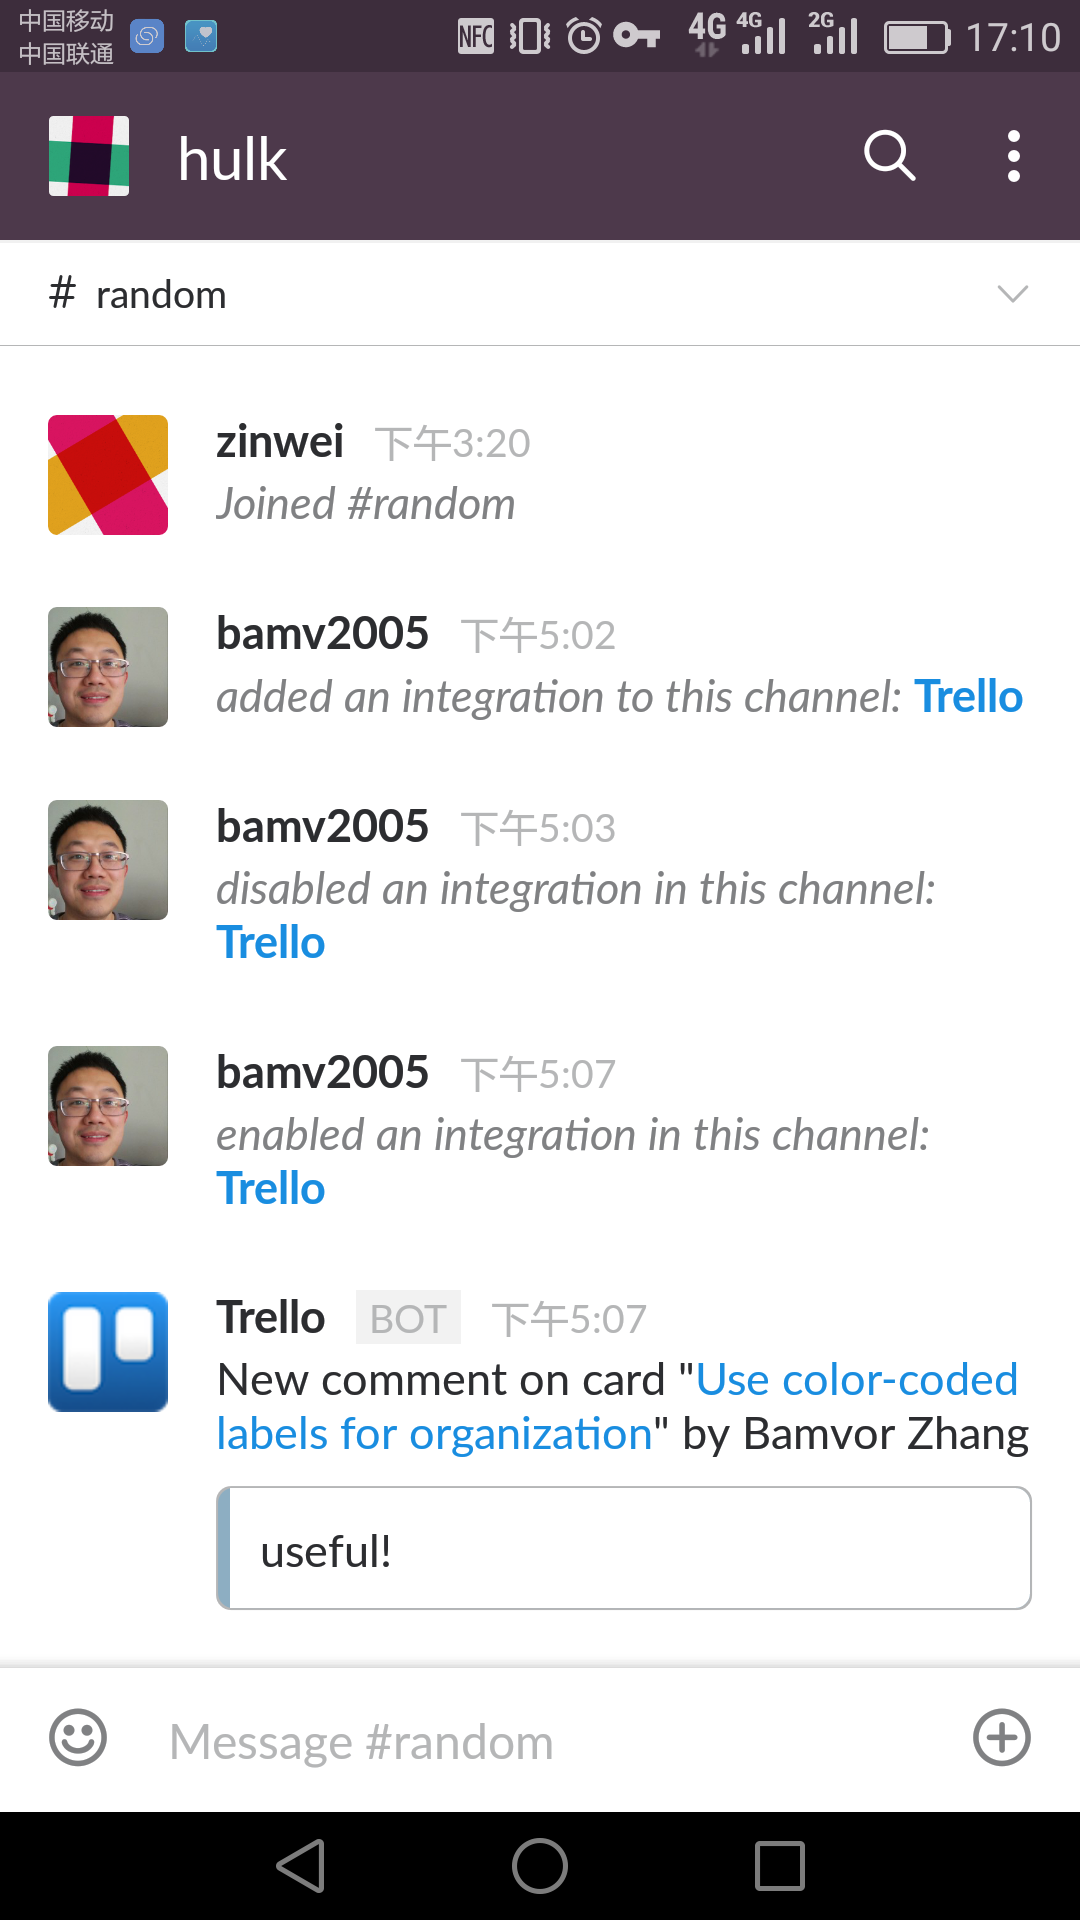 中国移动
中国联通
NFC 4G 4G 2G 17:10
hulk
# random
zinwei 下午3:20
Joined #random
bamv2005 下午5:02
added an integration to this channel: Trello
bamv2005 下午5:03
disabled an integration in this channel:
Trello
bamv2005 下午5:07
enabled an integration in this channel:
Trello
Trello BOT 下午5:07
New comment on card "Use color-coded
labels for organization" by Bamvor Zhang
useful!
Message #random